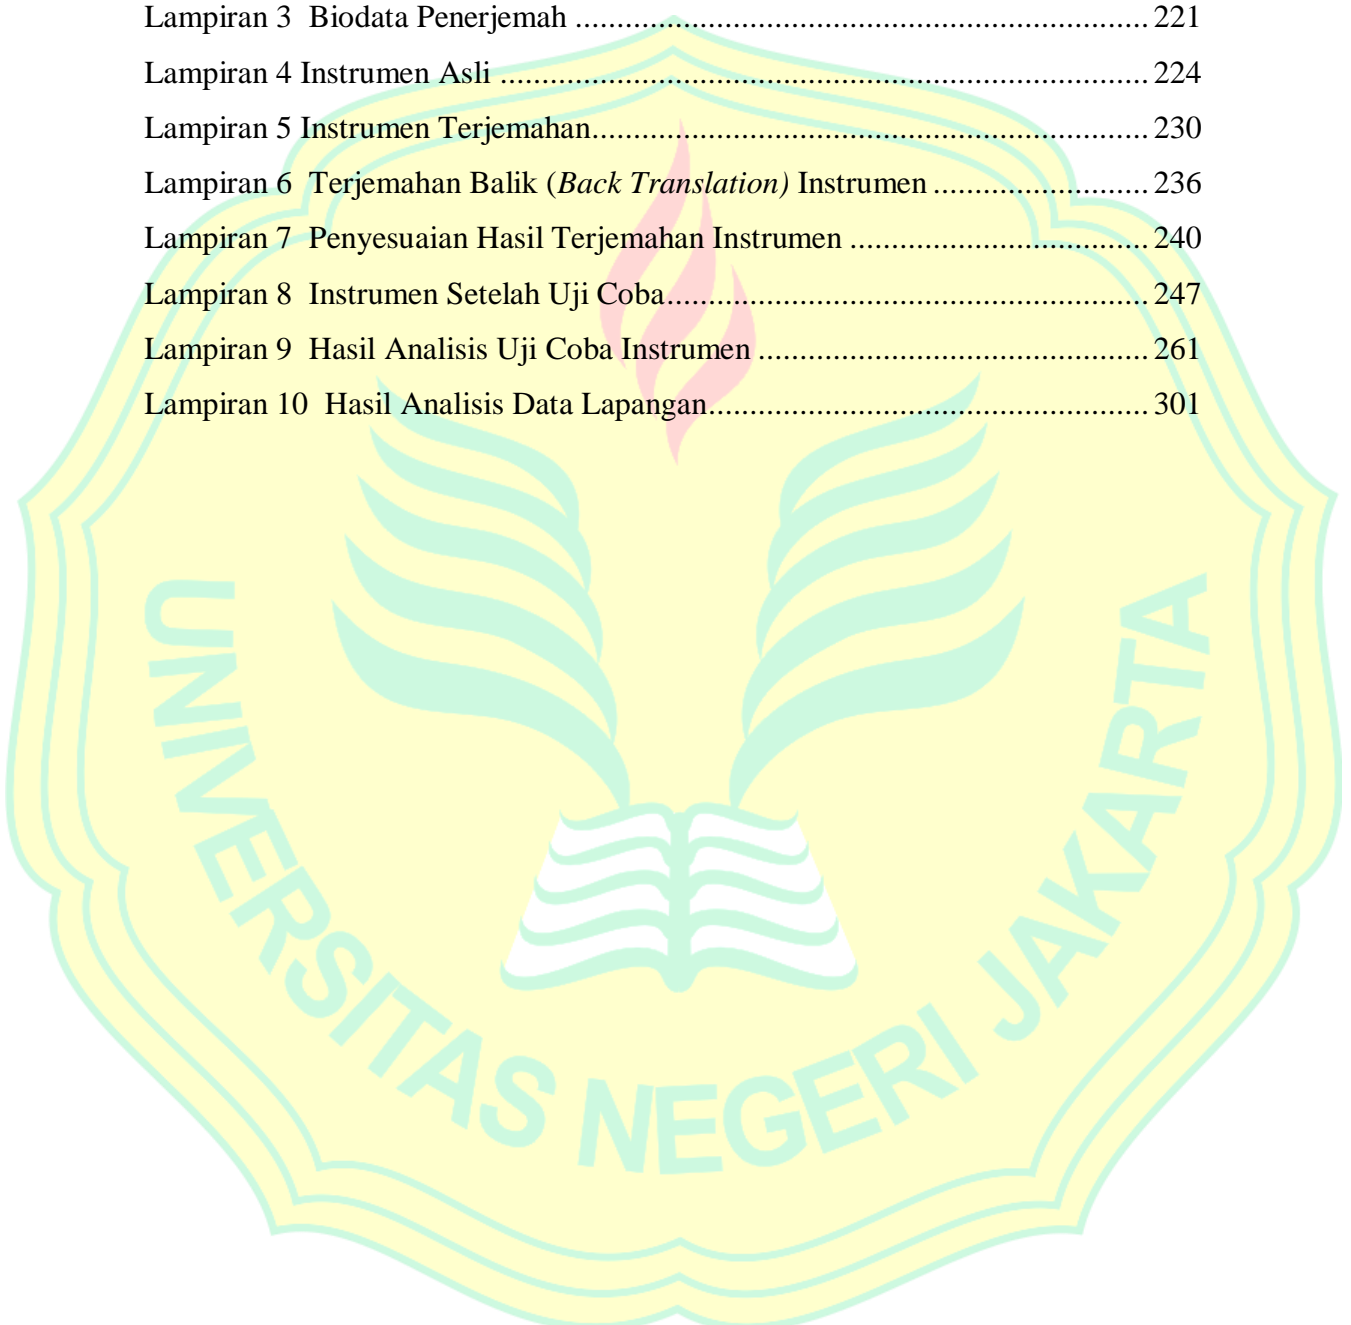 Lampiran 3  Biodata Penerjemah ...................................................................... 221
Lampiran 4 Instrumen Asli ............................................................................... 224
Lampiran 5 Instrumen Terjemahan.................................................................... 230
Lampiran 6  Terjemahan Balik (Back Translation) Instrumen .......................... 236
Lampiran 7  Penyesuaian Hasil Terjemahan Instrumen .................................... 240
Lampiran 8  Instrumen Setelah Uji Coba........................................................... 247
Lampiran 9  Hasil Analisis Uji Coba Instrumen ............................................... 261
Lampiran 10  Hasil Analisis Data Lapangan..................................................... 301
UNIVERSITAS NEGERI JAKARTA